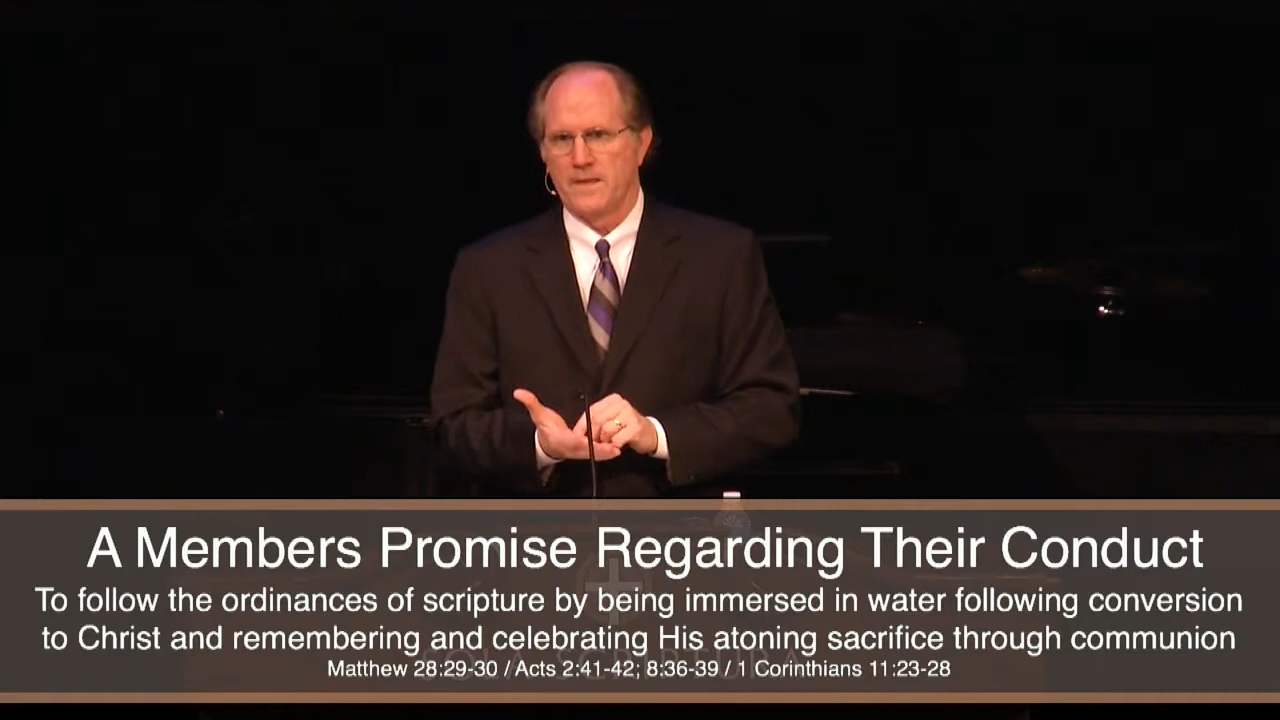 A Members Promise Regarding Their Conduct
To follow the ordinances of scripture by being immersed in water following conversion
to Christ and remembering and celebrating His atoning sacrifice through communion
Matthew 28:29-30 / Acts 2:41-42; 8:36-39 / 1 Corinthians 11:23-28
SOLA SCRIPTURA